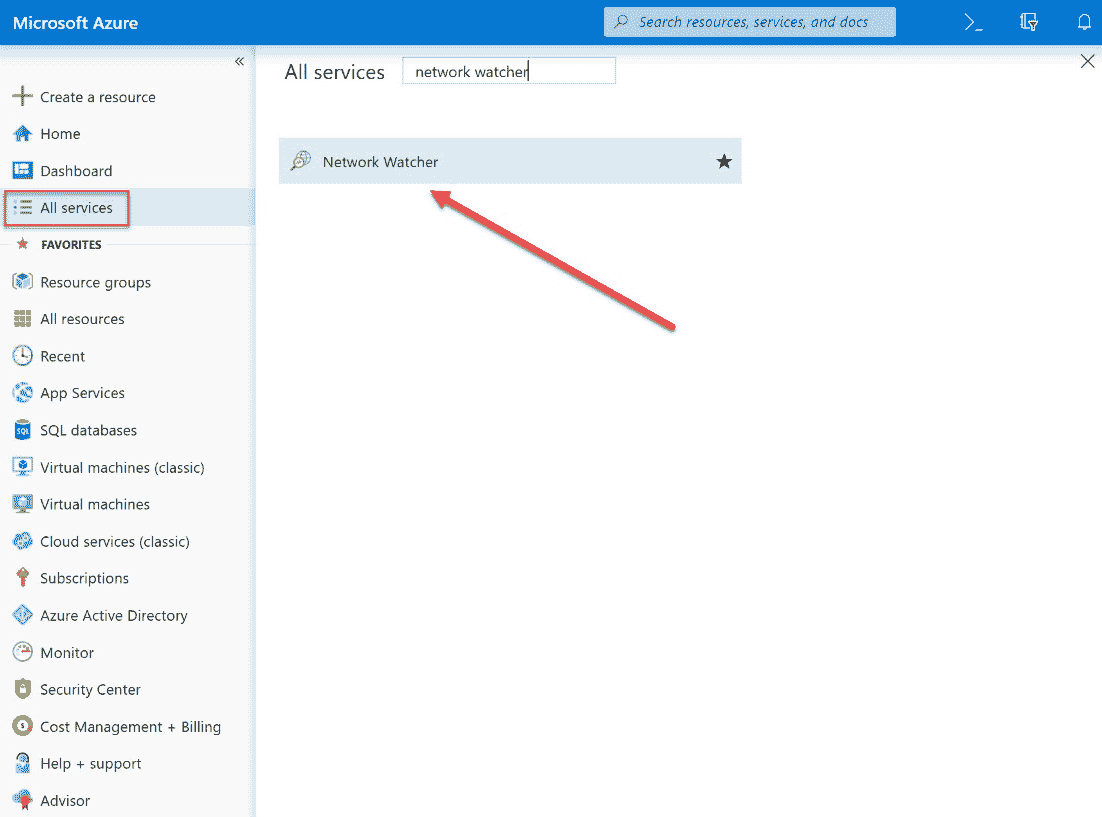 Microsoft Azure
Search resources, services, and docs
All services
network watcher
Create a resource
Home
Network Watcher
Dashboard
All services
FAVORITES
Resource groups
All resources
Recent
App Services
SQL
SQL databases
Virtual machines (classic)
Virtual machines
Cloud services (classic)
Subscriptions
Azure Active Directory
Monitor
Security Center
Cost Management + Billing
Help + support
Advisor